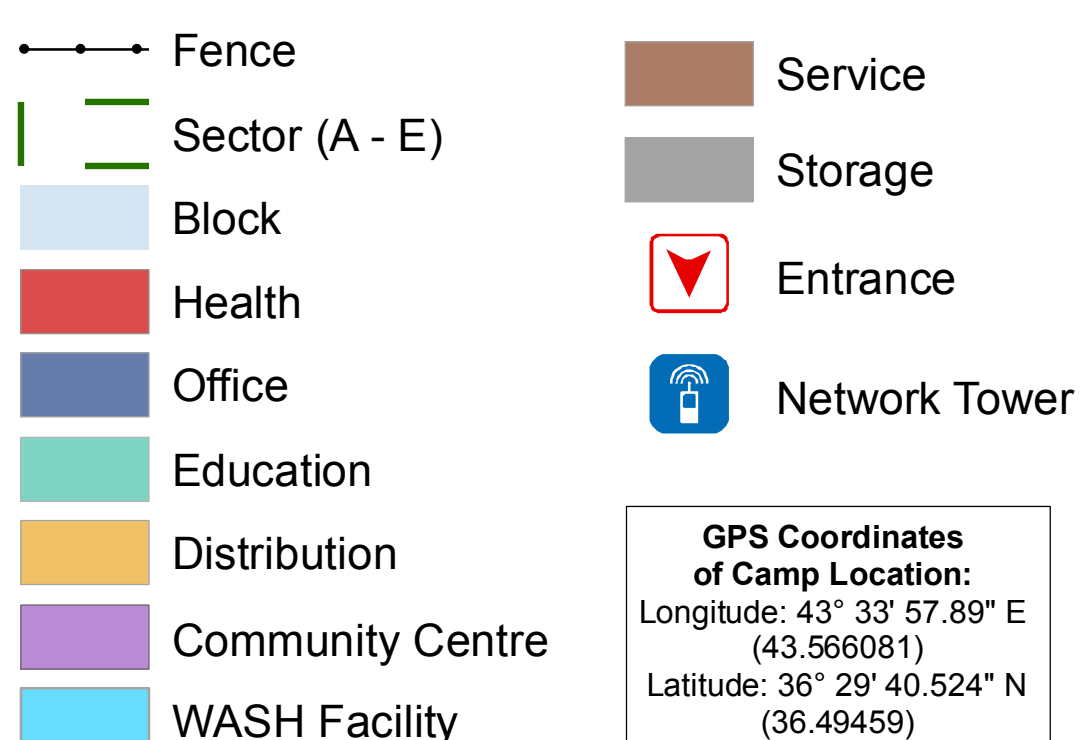 Fence
Sector (A - E)
Block
Health
Office
Education
Distribution
Community Centre
WASH Facility
Service
Storage
Entrance
Network Tower
GPS Coordinates
of Camp Location:
Longitude: 43° 33' 57.89" E
(43.566081)
Latitude: 36° 29' 40.524" N
(36.49459)